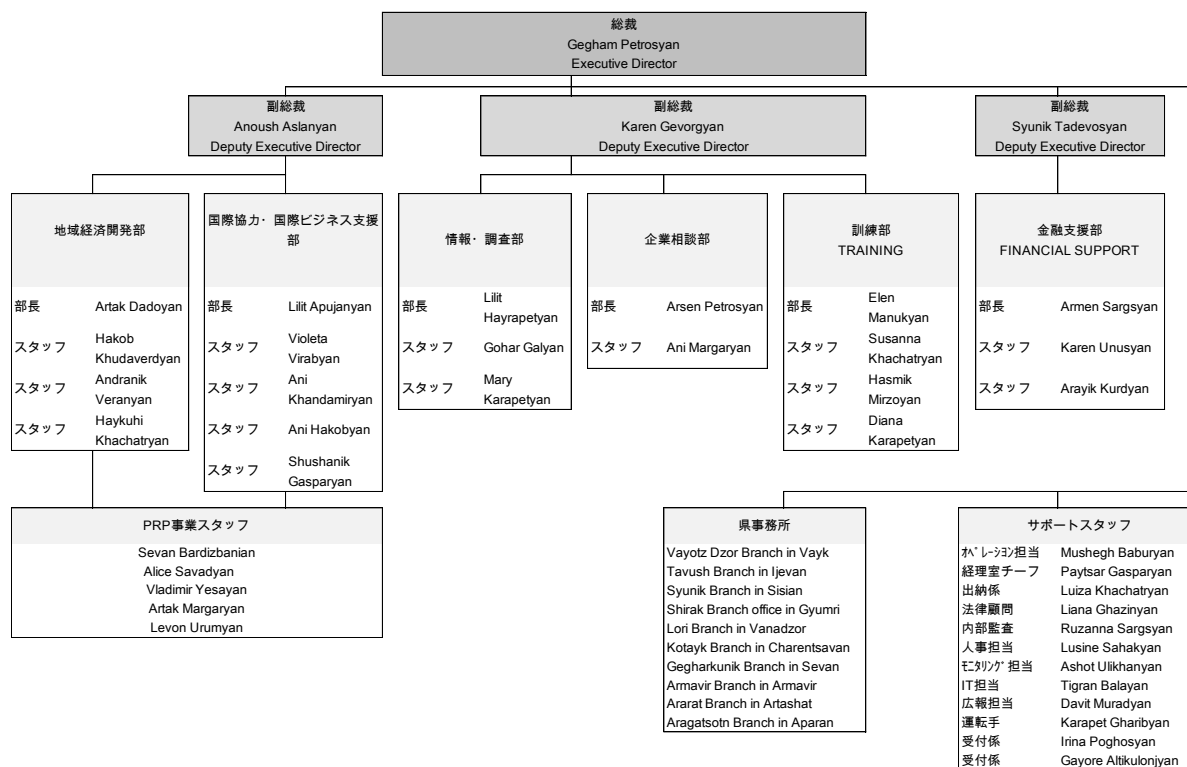 総裁
Gegham Petrosyan
Executive Director
副総裁
Anoush Aslanyan
Deputy Executive Director
副総裁
Karen Gevorgyan
Deputy Executive Director
副総裁
Syunik Tadevosyan
Deputy Executive Director
地域経済開発部
部長 Artak Dadoyan
スタッフ Hakob
Khudaverdyan
スタッフ Andranik
Veranyan
スタッフ Haykuhi
Khachatryan
国際協力・国際ビジネス支援
部
部長 Lilit Apujanyan
スタッフ Violeta
Virabyan
スタッフ Ani
Khandamiryan
スタッフ Ani Hakobyan
スタッフ Shushanik
Gasparyan
情報・調査部
部長 Lilit
Hayrapetyan
スタッフ Gohar Galyan
スタッフ Mary
Karapetyan
企業相談部
部長 Arsen Petrosyan
スタッフ Ani Margaryan
訓練部
TRAINING
部長 Elen
Manukyan
スタッフ Susanna
Khachatryan
スタッフ Hasmik
Mirzoyan
スタッフ Diana
Karapetyan
金融支援部
FINANCIAL SUPPORT
部長 Armen Sargsyan
スタッフ Karen Unusyan
スタッフ Arayik Kurdyan
PRP事業スタッフ
Sevan Bardizbanian
Alice Savadyan
Vladimir Yesayan
Artak Margaryan
Levon Urumyan
県事務所
Vayotz Dzor Branch in Vayk
Tavush Branch in Ijevan
Syunik Branch in Sisian
Shirak Branch office in Gyumri
Lori Branch in Vanadzor
Kotayk Branch in Charentsavan
Gegharkunik Branch in Sevan
Armavir Branch in Armavir
Ararat Branch in Artashat
Aragatsotn Branch in Aparan
サポートスタッフ
ｵﾍﾟﾚｰｼｮﾝ担当 Mushegh Baburyan
経理室チーフ Paytsar Gasparyan
出納係 Luiza Khachatryan
法律顧問 Liana Ghazinyan
内部監査 Ruzanna Sargsyan
人事担当 Lusine Sahakyan
ﾓﾆﾀﾘﾝｸﾞ担当 Ashot Ulikhanyan
IT担当 Tigran Balayan
広報担当 Davit Muradyan
運転手 Karapet Gharibyan
受付係 Irina Poghosyan
受付係 Gayore Altikulonjyan